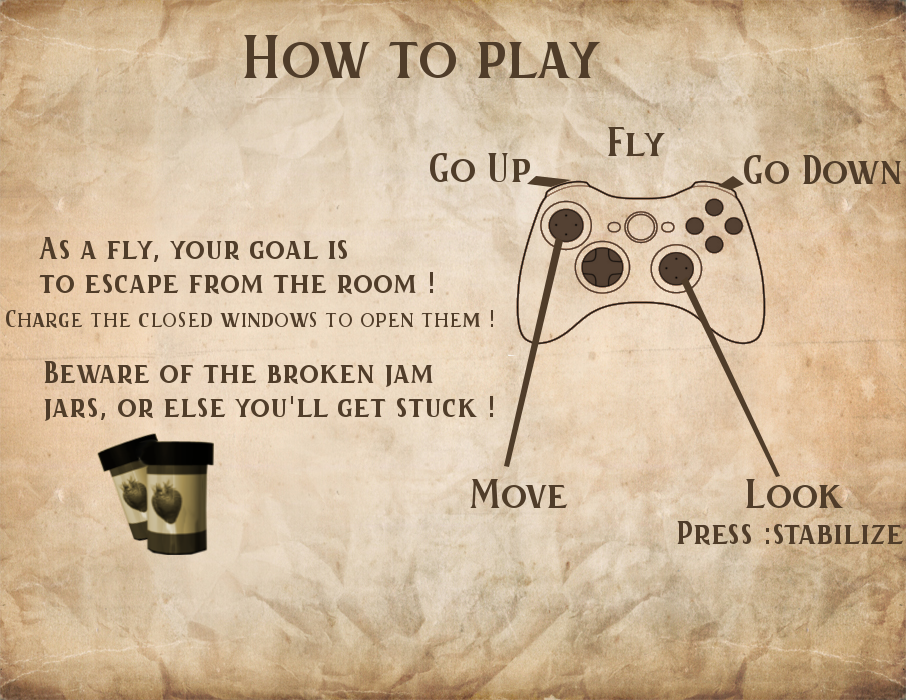 How to play
Fly
Go Up
Go Down
As a fly, your goal is
to escape from the room !
Charge the closed windows to open them !
Beware of the broken jam
jars, or else you'll get stuck !
Move
Look
Press :stabilize